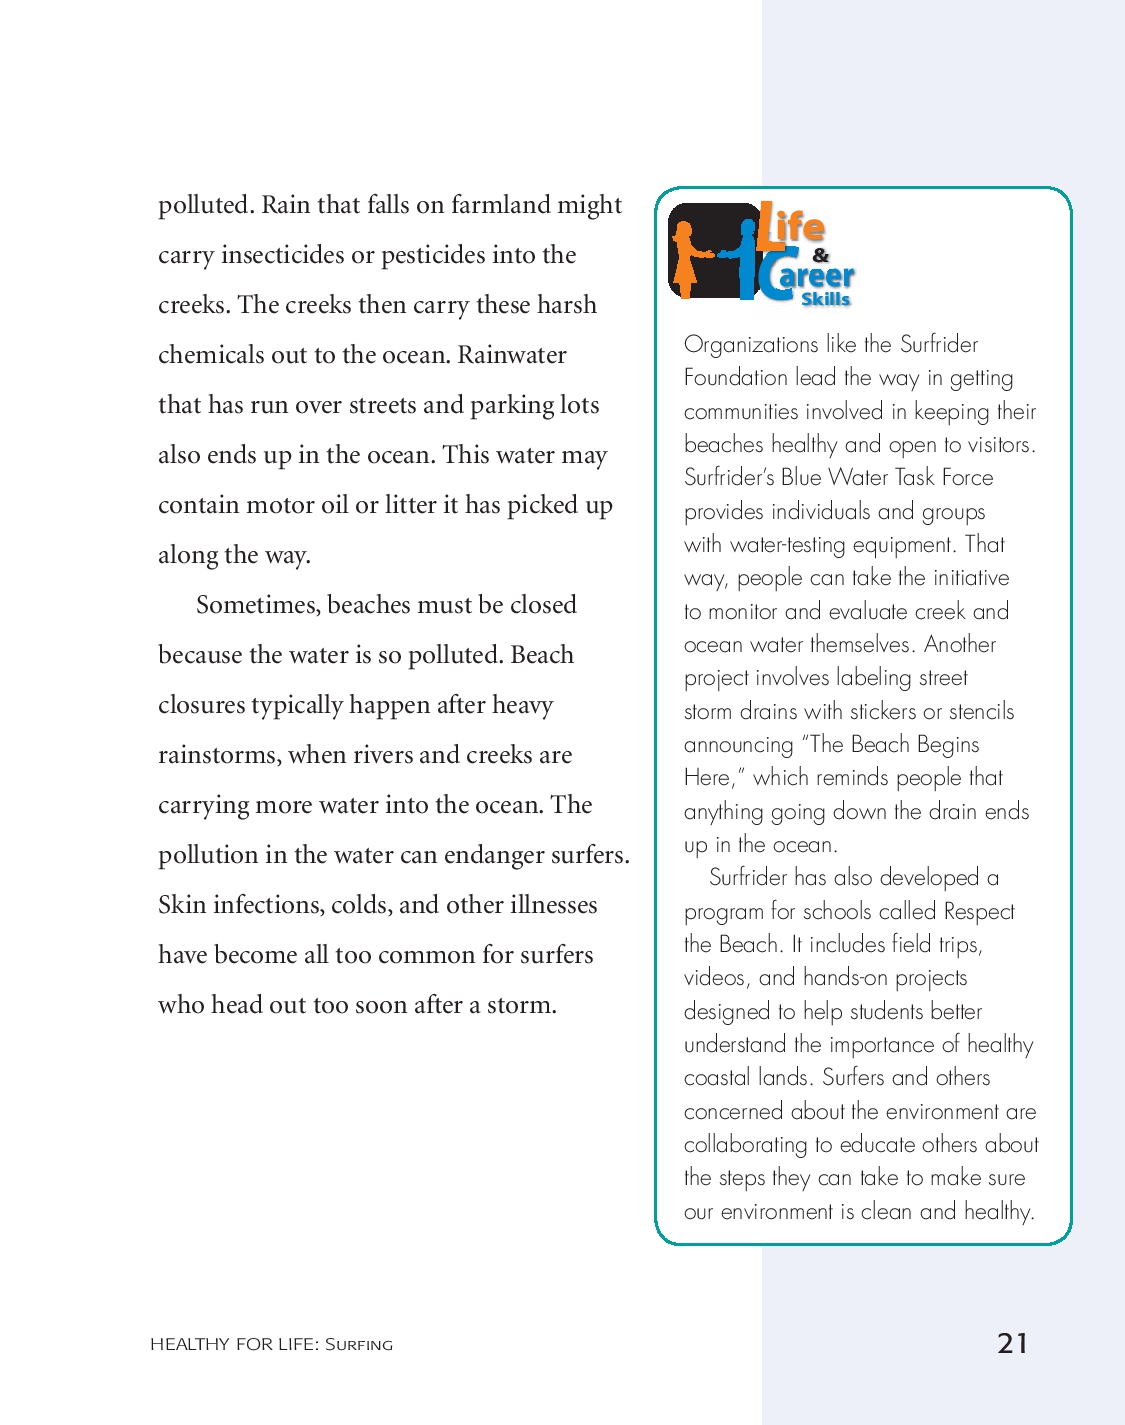 polluted. Rain that falls on farmland might
carry insecticides or pesticides into the
creeks. The creeks then carry these harsh
chemicals out to the ocean. Rainwater
that has run over streets and parking lots
also ends up in the ocean. This water may
contain motor oil or litter it has picked up
along the way.
Sometimes, beaches must be closed
because the water is so polluted. Beach
closures typically happen after heavy
rainstorms, when rivers and creeks are
carrying more water into the ocean. The
pollution in the water can endanger surfers.
Skin infections, colds, and other illnesses
have become all too common for surfers
who head out too soon after a storm.
Life
&
Career
Skills
Organizations like the Surfrider
Foundation lead the way in getting
communities involved in keeping their
beaches healthy and open to visitors.
Surfrider’s Blue Water Task Force
provides individuals and groups
with water-testing equipment. That
way, people can take the initiative
to monitor and evaluate creek and
ocean water themselves. Another
project involves labeling street
storm drains with stickers or stencils
announcing “The Beach Begins
Here,” which reminds people that
anything going down the drain ends
up in the ocean.
Surfrider has also developed a
program for schools called Respect
the Beach. It includes field trips,
videos, and hands-on projects
designed to help students better
understand the importance of healthy
coastal lands. Surfers and others
concerned about the environment are
collaborating to educate others about
the steps they can take to make sure
our environment is clean and healthy.
HEALTHY FOR LIFE: Surfing
21